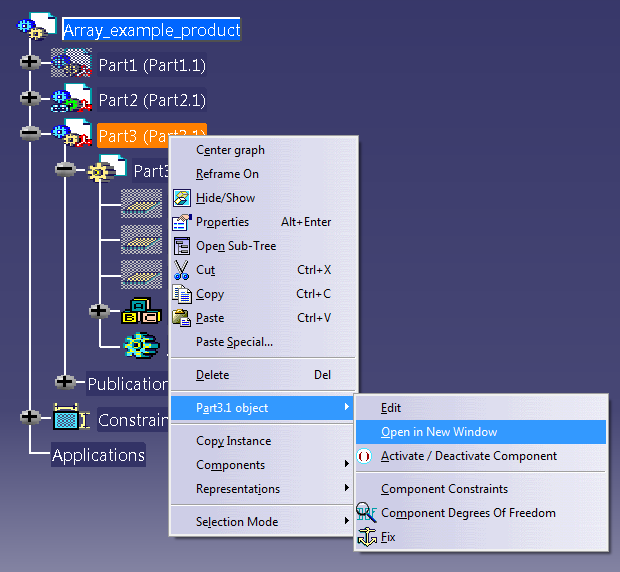 Array_example_product
Part1 (Part1.1)
Part2 (Part2.1)
Part3 (Part3.1)
Part3
Publication
Constrain
Applications
Center graph
Reframe On
Hide/Show
Properties Alt+Enter
Open Sub-Tree
Cut Ctrl+X
Copy Ctrl+C
Paste Ctrl+V
Paste Special...
Delete Del
Part3.1 object
Copy Instance
Components
Representations
Selection Mode
Edit
Open in New Window
Activate / Deactivate Component
Component Constraints
Component Degrees Of Freedom
Fix